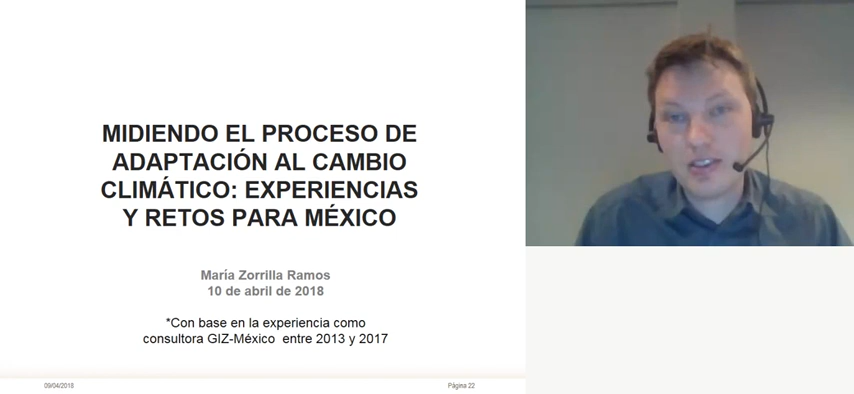 MIDIENDO EL PROCESO DE
ADAPTACIÓN AL CAMBIO
CLIMÁTICO: EXPERIENCIAS
Y RETOS PARA MÉXICO
María Zorrilla Ramos
10 de abril de 2018
*Con base en la experiencia como
consultora GIZ-México entre 2013 y 2017
09/04/2018
Página 22